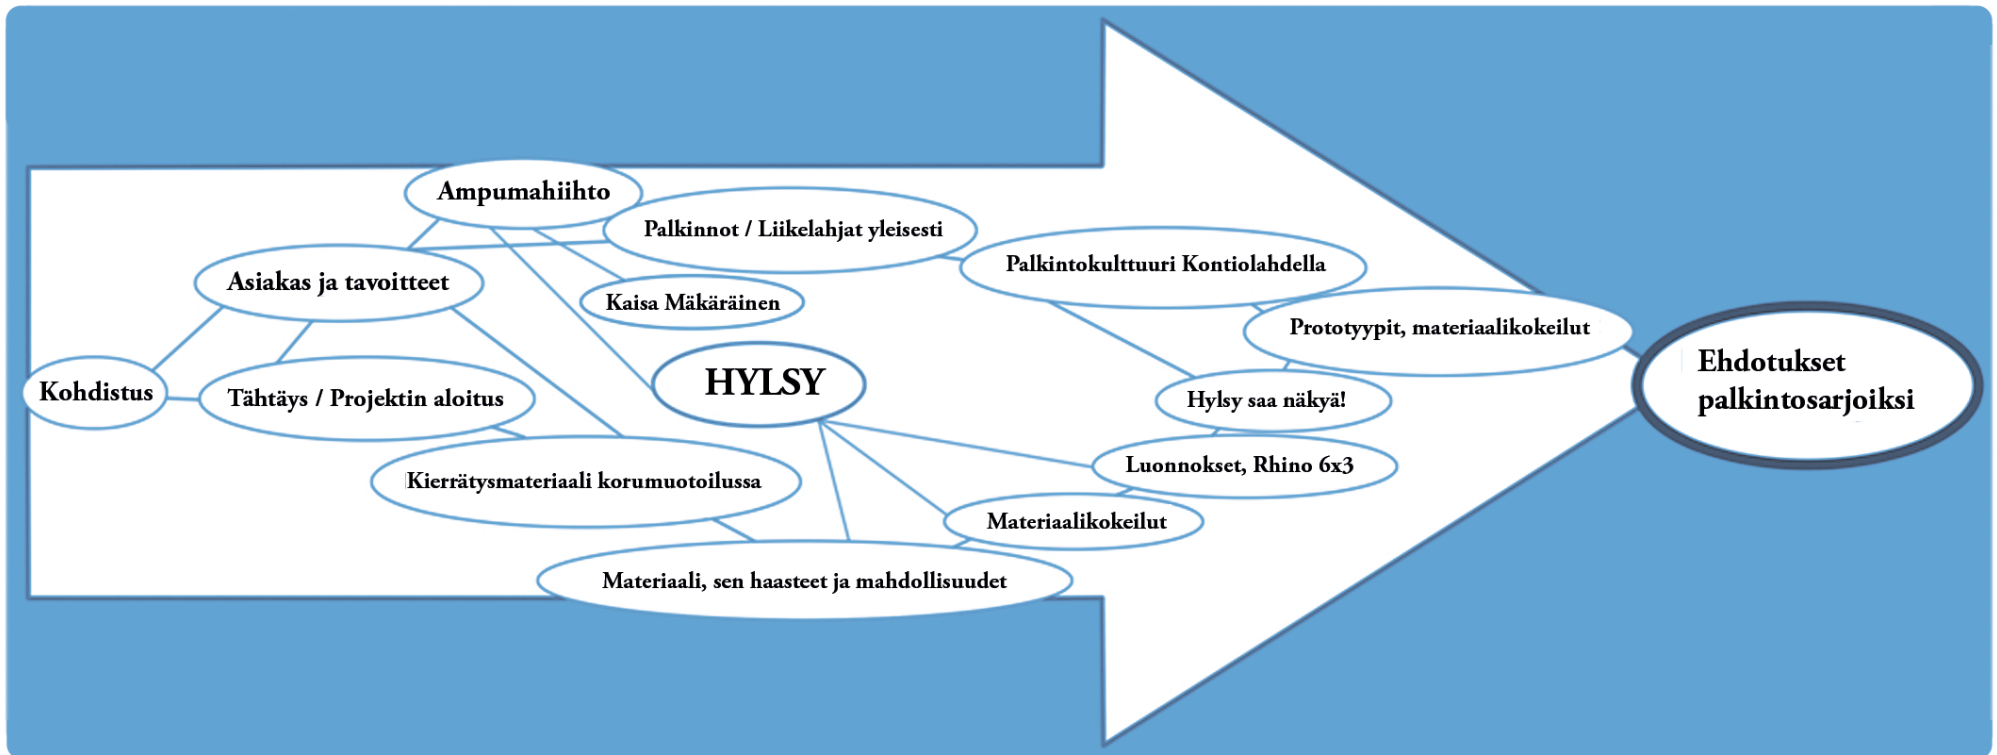 Ampumahiihto
Palkinnot / Liikelahjat yleisesti
Palkintokulttuuri Kontiolahdella
Asiakas ja tavoitteet
Kaisa Mäkäräinen
Prototyypit, materiaalikokeilut
Kohdistus
Tähtäys / Projektin aloitus
HYLSY
Hylsy saa näkyä!
Ehdotukset
palkintosarjoiksi
Kierrätysmateriaali korumuotoilussa
Luonnokset, Rhino 6x3
Materiaalikokeilut
Materiaali, sen haasteet ja mahdollisuudet